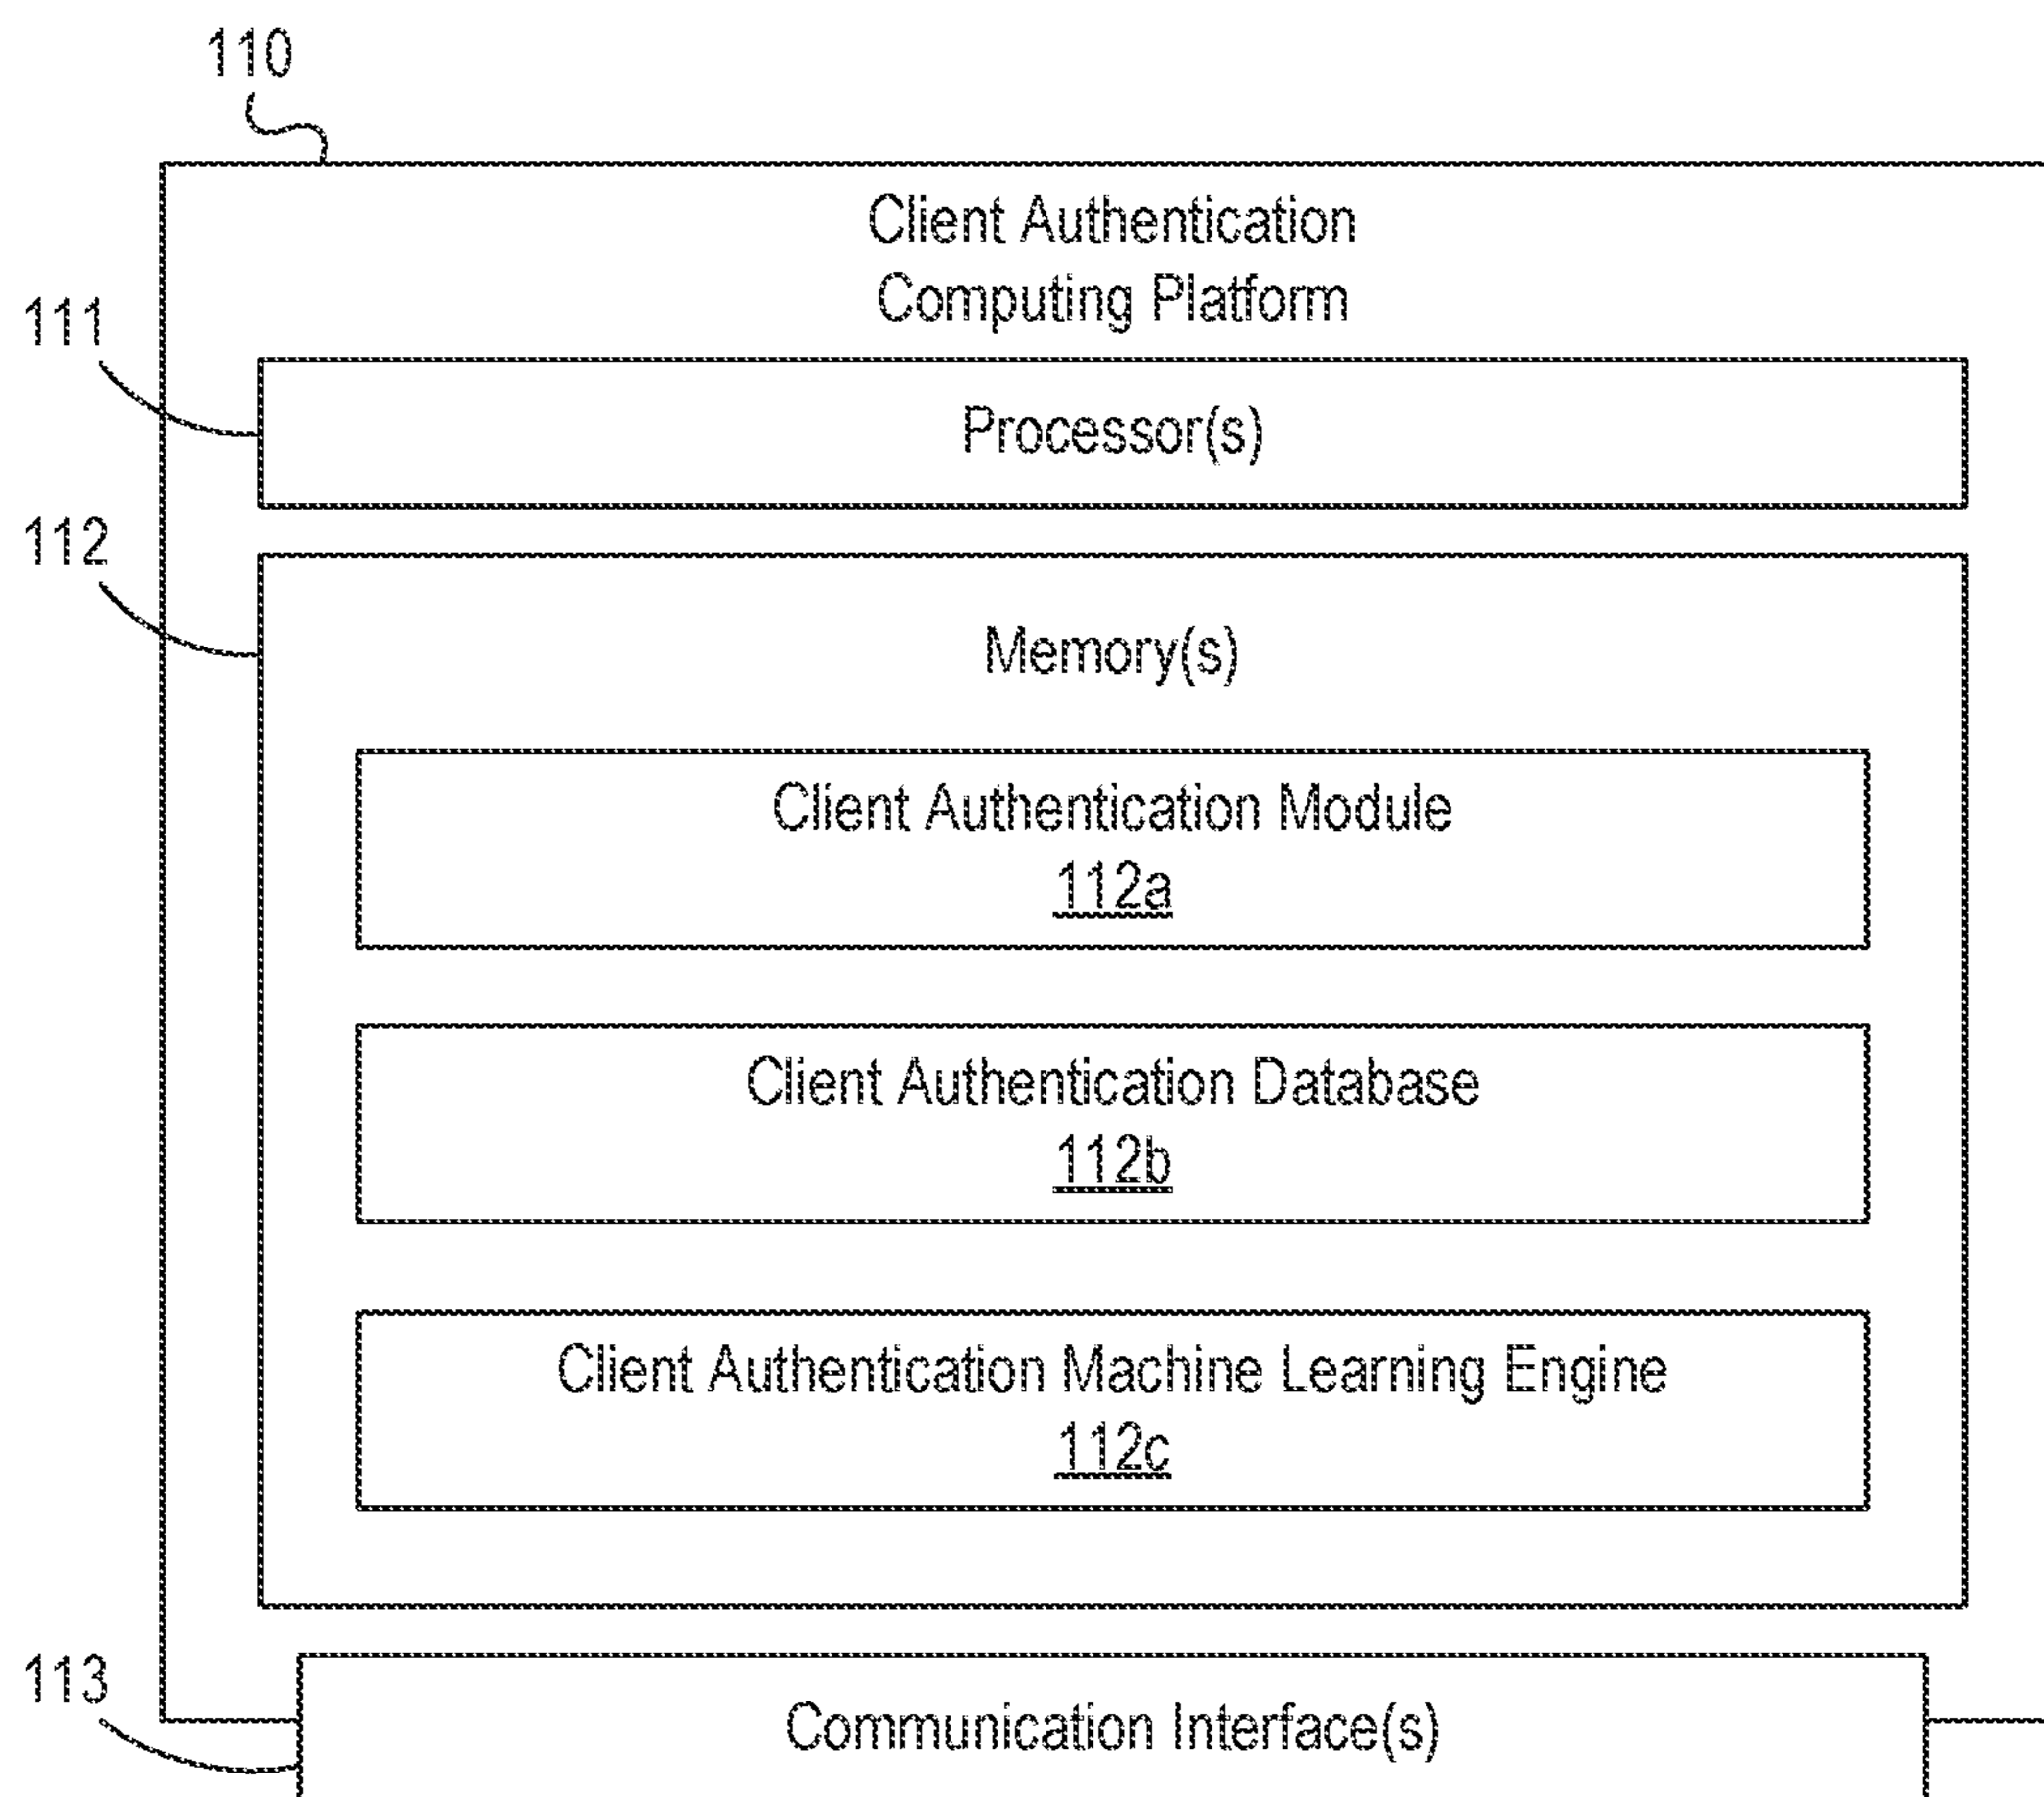 110
Client Authentication
Computing Platform
111
Processor(s)
112
Memory(s)
Client Authentication Module
112a
Client Authentication Database
112b
Client Authentication Machine Learning Engine
112c
113
Communication Interface(s)